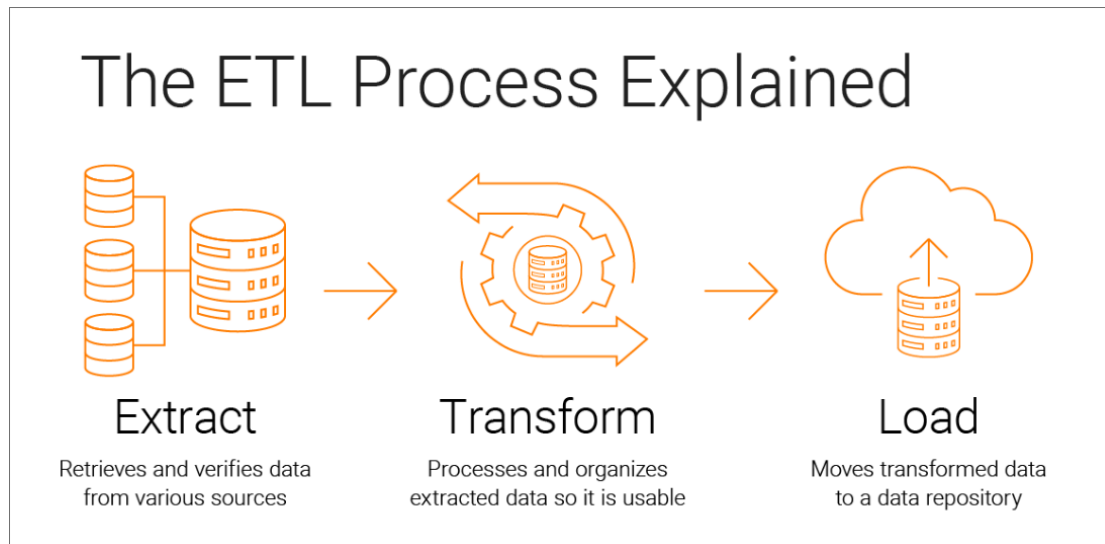 The ETL Process Explained
Extract
Retrieves and verifies data
from various sources
Transform
Processes and organizes
extracted data so it is usable
Load
Moves transformed data
to a data repository